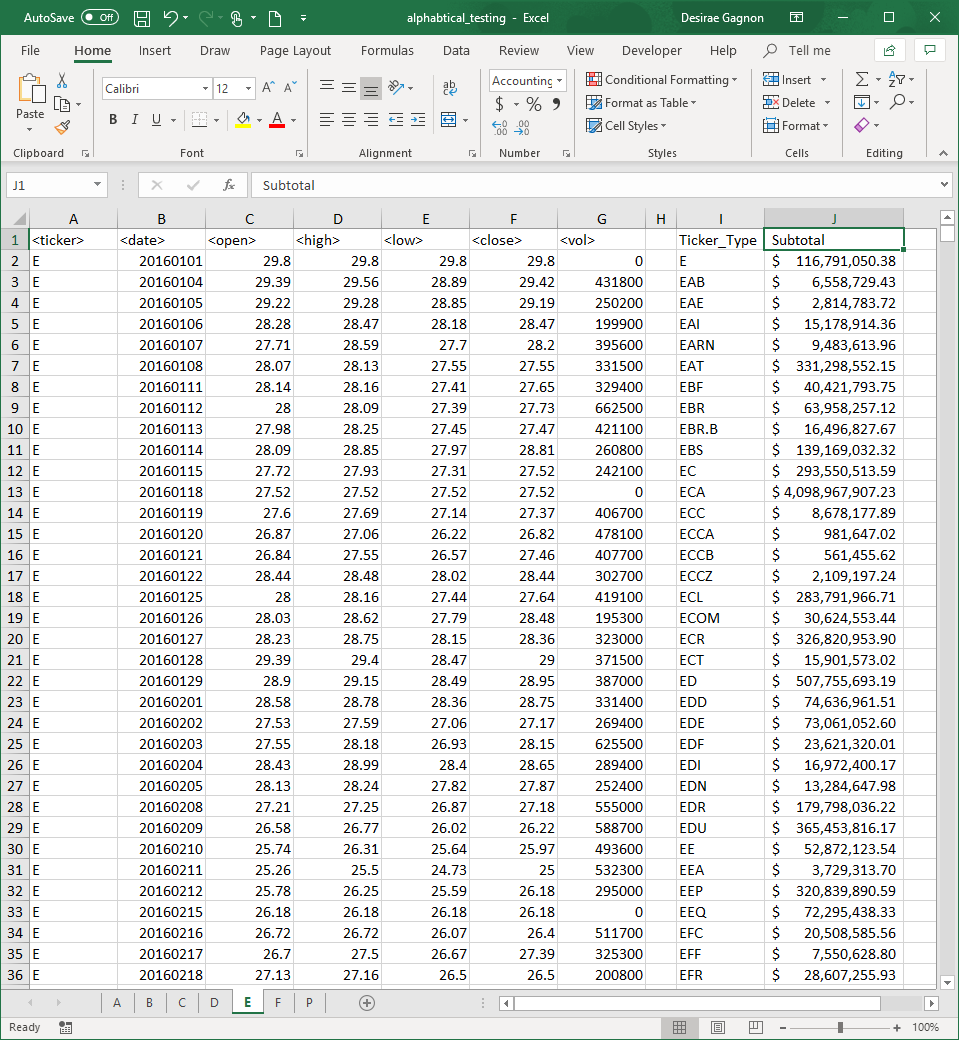 AutoSave Off alphabtical_testing - Excel Desirae Gagnon
File Home Insert Draw Page Layout Formulas Data Review View Developer Help Tell me
Paste Calibri 12 A A ab Accounting Conditional Formatting Insert Σ
B I U A $ % , Format as Table Delete
Cell Styles Format
Clipboard Font Alignment Number Styles Cells Editing
J1 fx Subtotal
A B C D E F G H I J
1 <ticker> <date> <open> <high> <low> <close> <vol> Ticker_Type Subtotal
2 E 20160101 29.8 29.8 29.8 29.8 0 E $ 116,791,050.38
3 E 20160104 29.39 29.56 28.89 29.42 431800 EAB $ 6,558,729.43
4 E 20160105 29.22 29.28 28.85 29.19 250200 EAE $ 2,814,783.72
5 E 20160106 28.28 28.47 28.18 28.47 199900 EAI $ 15,178,914.36
6 E 20160107 27.71 28.59 27.7 28.2 395600 EARN $ 9,483,613.96
7 E 20160108 28.07 28.13 27.55 27.55 331500 EAT $ 331,298,552.15
8 E 20160111 28.14 28.16 27.41 27.65 329400 EBF $ 40,421,793.75
9 E 20160112 28 28.09 27.39 27.73 662500 EBR $ 63,958,257.12
10 E 20160113 27.98 28.25 27.45 27.47 421100 EBR.B $ 16,496,827.67
11 E 20160114 28.09 28.85 27.97 28.81 260800 EBS $ 139,169,032.32
12 E 20160115 27.72 27.93 27.31 27.52 242100 EC $ 293,550,513.59
13 E 20160118 27.52 27.52 27.52 27.52 0 ECA $ 4,098,967,907.23
14 E 20160119 27.6 27.69 27.14 27.37 406700 ECC $ 8,678,177.89
15 E 20160120 26.87 27.06 26.22 26.82 478100 ECCA $ 981,647.02
16 E 20160121 26.84 27.55 26.57 27.46 407700 ECCB $ 561,455.62
17 E 20160122 28.44 28.48 28.02 28.44 302700 ECCZ $ 2,109,197.24
18 E 20160125 28 28.16 27.44 27.64 419100 ECL $ 283,791,966.71
19 E 20160126 28.03 28.62 27.79 28.48 195300 ECOM $ 30,624,553.44
20 E 20160127 28.23 28.75 28.15 28.36 323000 ECR $ 326,820,953.90
21 E 20160128 29.39 29.4 28.47 29 371500 ECT $ 15,901,573.02
22 E 20160129 28.9 29.15 28.49 28.95 387000 ED $ 507,755,693.19
23 E 20160201 28.58 28.78 28.36 28.75 331400 EDD $ 74,636,961.51
24 E 20160202 27.53 27.59 27.06 27.17 269400 EDE $ 73,061,052.60
25 E 20160203 27.55 28.18 26.93 28.15 625500 EDF $ 23,621,320.01
26 E 20160204 28.43 28.99 28.4 28.65 289400 EDI $ 16,972,400.17
27 E 20160205 28.13 28.24 27.82 27.87 252400 EDN $ 13,284,647.98
28 E 20160208 27.21 27.25 26.87 27.18 555000 EDR $ 179,798,036.22
29 E 20160209 26.58 26.77 26.02 26.22 588700 EDU $ 365,453,816.17
30 E 20160210 25.74 26.31 25.64 25.97 493600 EE $ 52,872,123.54
31 E 20160211 25.26 25.5 24.73 25 532300 EEA $ 3,729,313.70
32 E 20160212 25.78 26.25 25.59 26.18 295000 EEP $ 320,839,890.59
33 E 20160215 26.18 26.18 26.18 26.18 0 EEQ $ 72,295,438.33
34 E 20160216 26.72 26.72 26.07 26.4 511700 EFC $ 20,508,585.56
35 E 20160217 26.7 27.5 26.67 27.39 325300 EFF $ 7,550,628.80
36 E 20160218 27.13 27.16 26.5 26.5 200800 EFR $ 28,607,255.93
A B C D E F P
Ready 100%